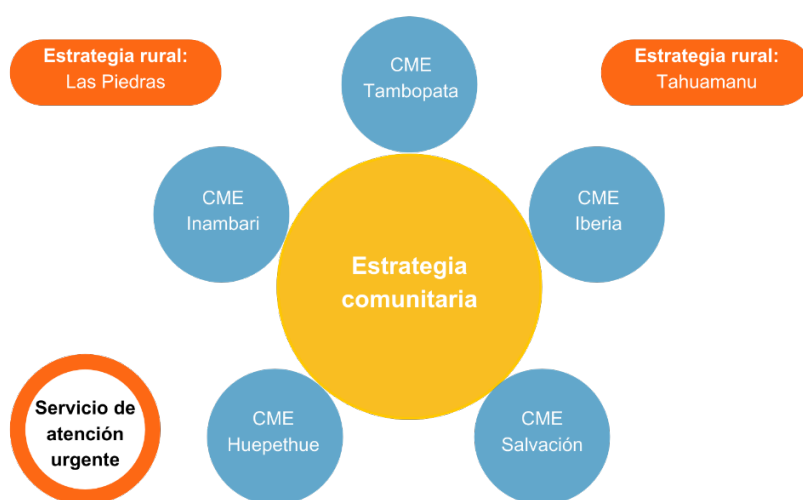 Estrategia rural:
Las Piedras
CME
Tambopata
Estrategia rural:
Tahuamanu
CME
Inambari
CME
Iberia
Estrategia
comunitaria
Servicio de
atención
urgente
CME
Huepethue
CME
Salvación